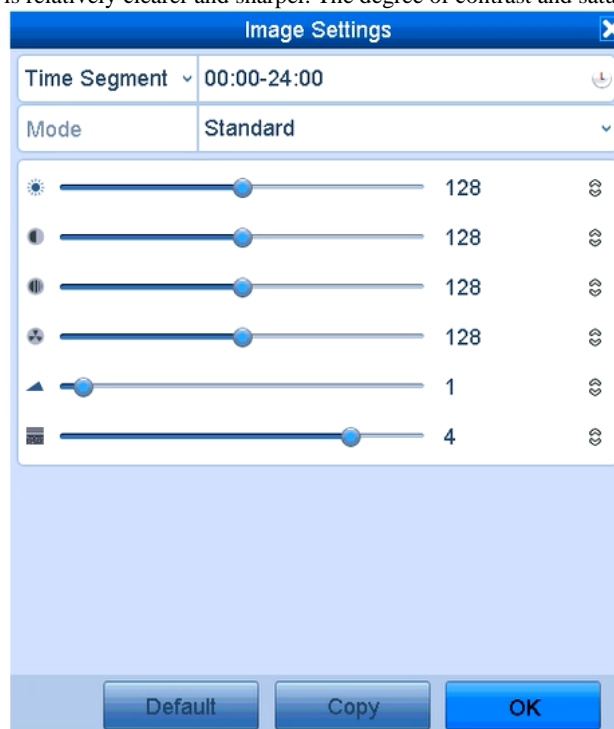 is relatively clearer and sharper. The degree of contrast and satu
Image Settings
Time Segment 00:00-24:00
Mode Standard
128
128
128
128
1
4
Default Copy OK